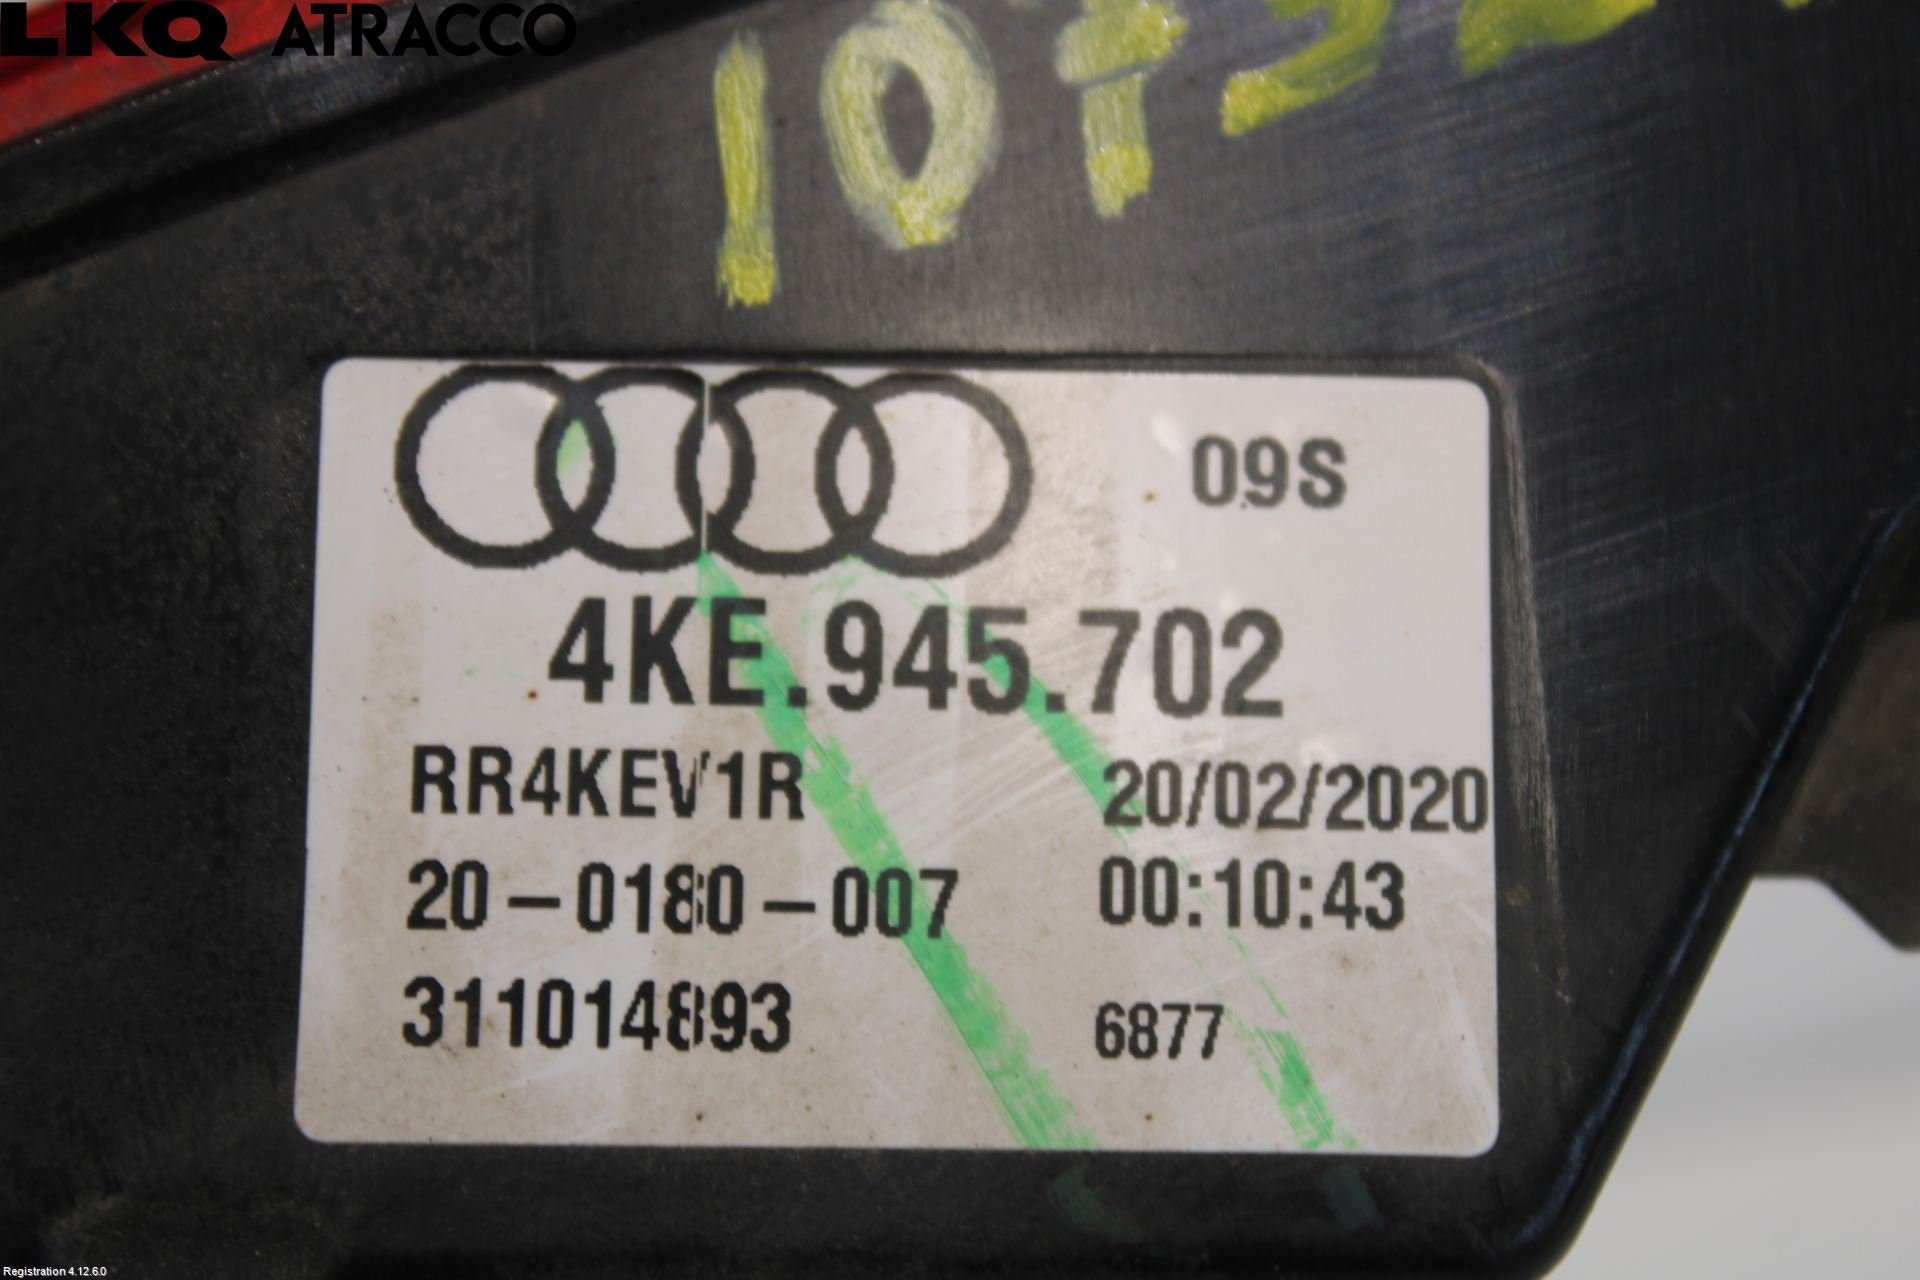 LKQ ATRACCO
09S
4KE.945.702
RR4KEV1R 20/02/2020
20-0180-007 00:10:43
311014893 6877
Registration 4.12.6.0